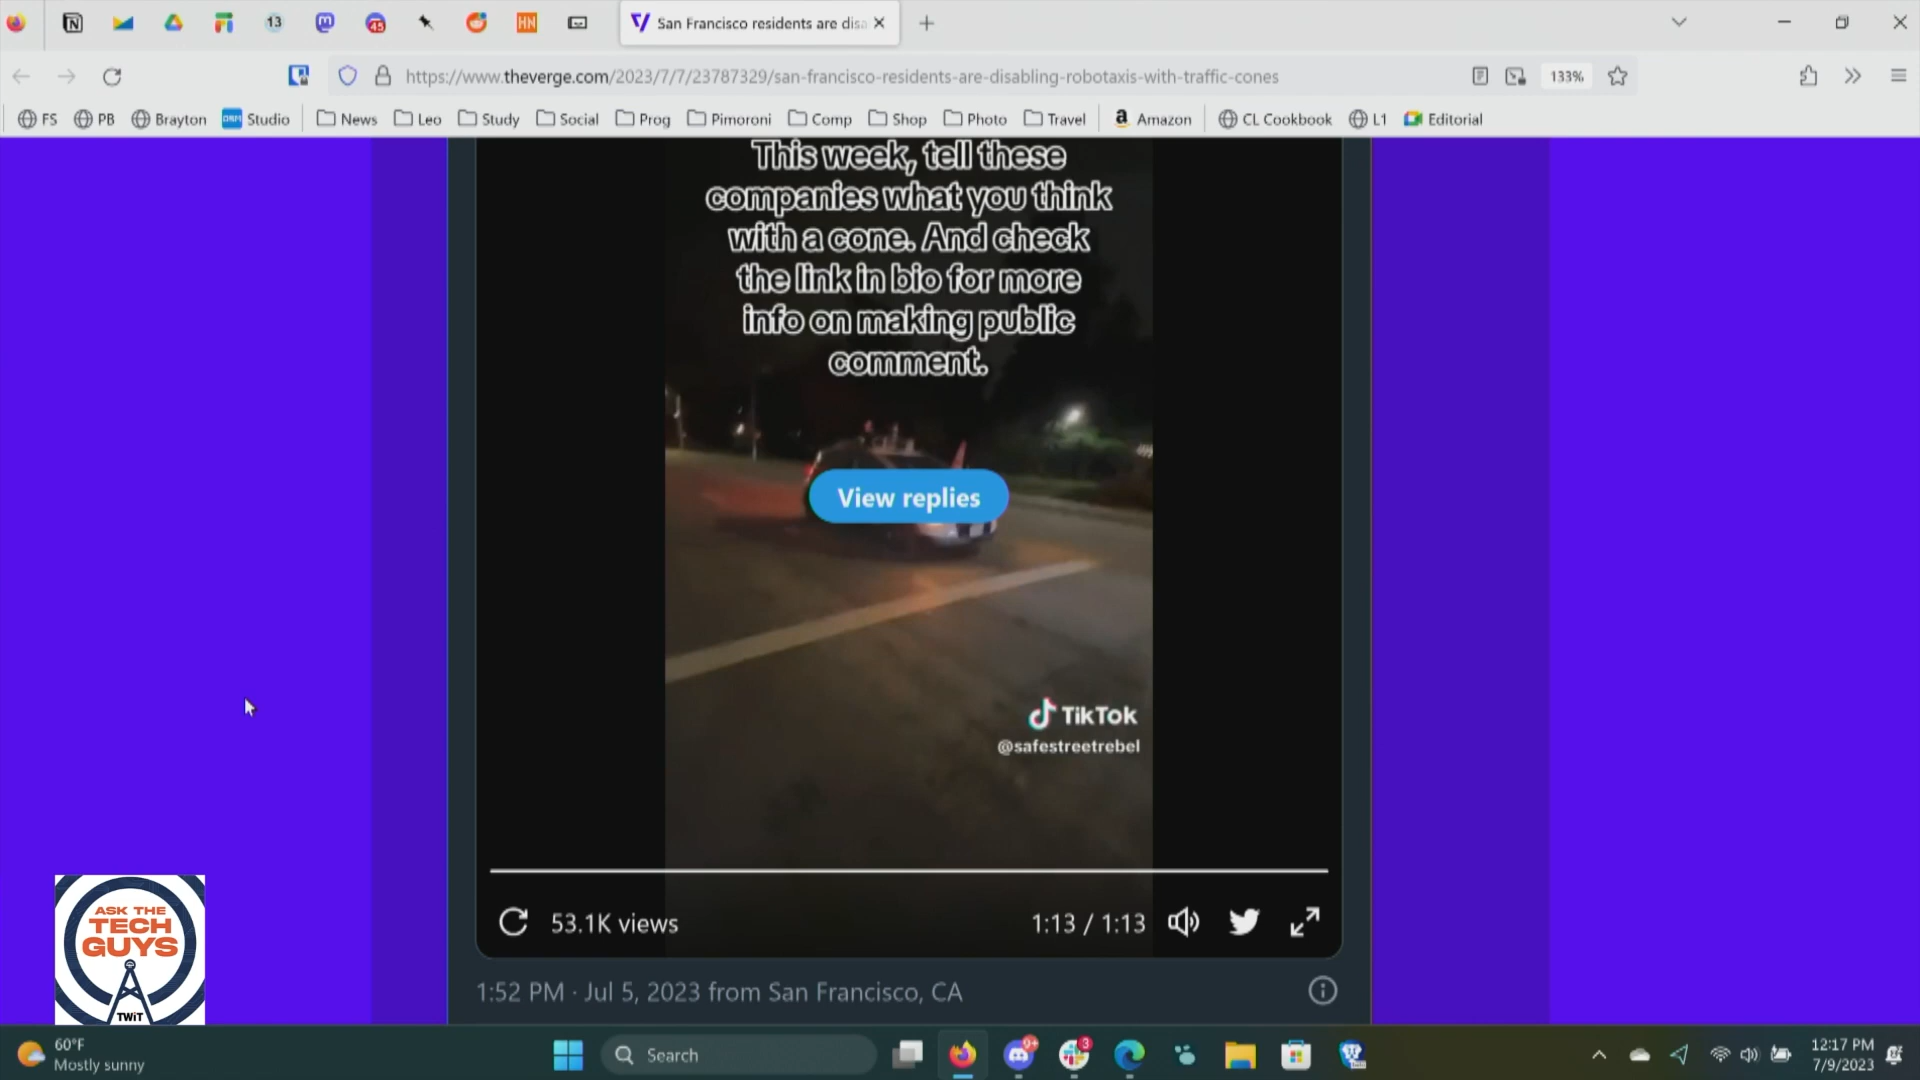 13
45
HN
San Francisco residents are disa
https://www.theverge.com/2023/7/7/23787329/san-francisco-residents-are-disabling-robotaxis-with-traffic-cones
133%
FS
PB
Brayton
Studio
News
Leo
Study
Social
Prog
Pimoroni
Comp
Shop
Photo
Travel
Amazon
CL Cookbook
L1
Editorial
This week, tell these
companies what you think
with a cone. And check
the link in bio for more
info on making public
comment.
View replies
TikTok
@safestreetrebel
53.1K views
1:13 / 1:13
1:52 PM · Jul 5, 2023 from San Francisco, CA
ASK THE
TECH
GUYS
TWiT
60°F
Mostly sunny
Search
9+
3
12:17 PM
7/9/2023